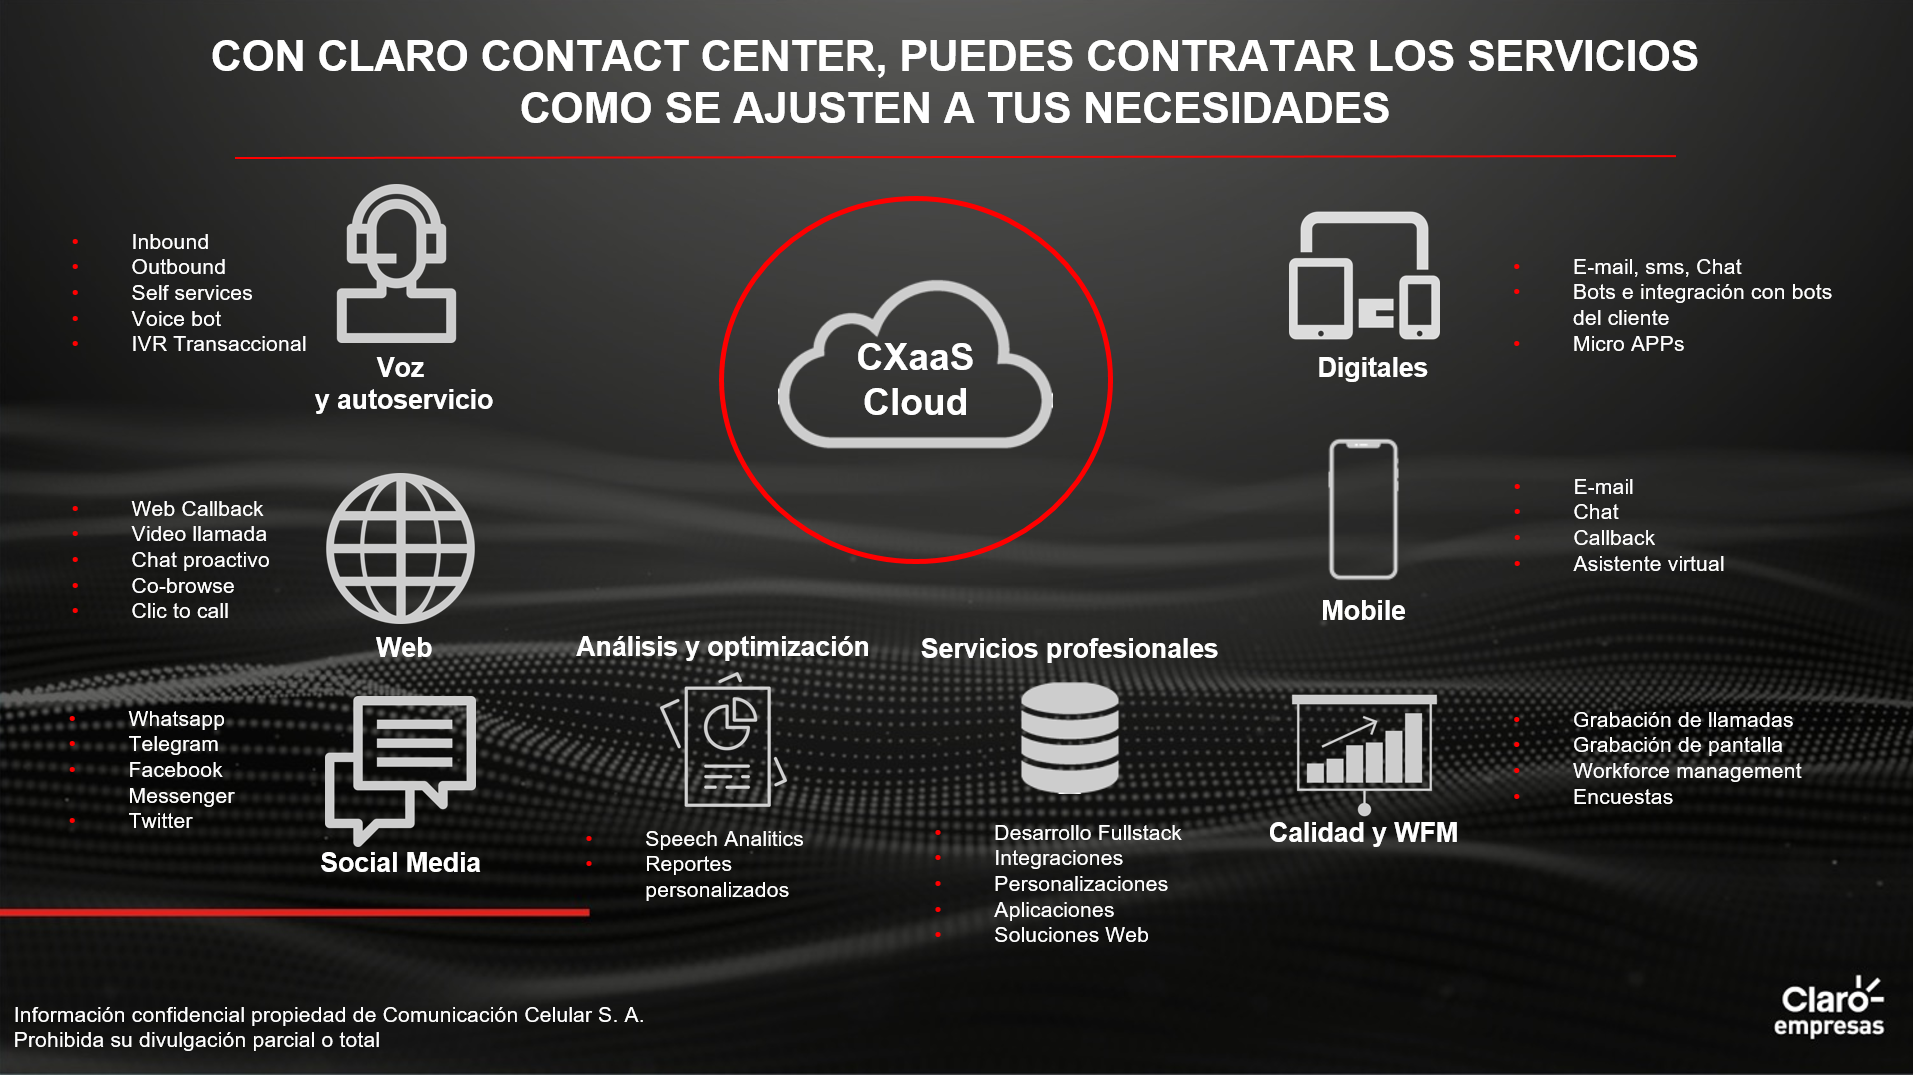 CON CLARO CONTACT CENTER, PUEDES CONTRATAR LOS SERVICIOS
COMO SE AJUSTEN A TUS NECESIDADES
• Inbound
• Outbound
• Self services
• Voice bot
• IVR Transaccional
Voz
y autoservicio
CXaaS
Cloud
• E-mail, sms, Chat
• Bots e integración con bots
del cliente
• Micro APPs
Digitales
• Web Callback
• Video llamada
• Chat proactivo
• Co-browse
• Clic to call
Web
• E-mail
• Chat
• Callback
• Asistente virtual
Mobile
• Whatsapp
• Telegram
• Facebook
Messenger
• Twitter
Social Media
Análisis y optimización
• Speech Analitics
• Reportes
personalizados
Servicios profesionales
• Desarrollo Fullstack
• Integraciones
• Personalizaciones
• Aplicaciones
• Soluciones Web
• Grabación de llamadas
• Grabación de pantalla
• Workforce management
• Encuestas
Calidad y WFM
Información confidencial propiedad de Comunicación Celular S. A.
Prohibida su divulgación parcial o total
Claro
empresas